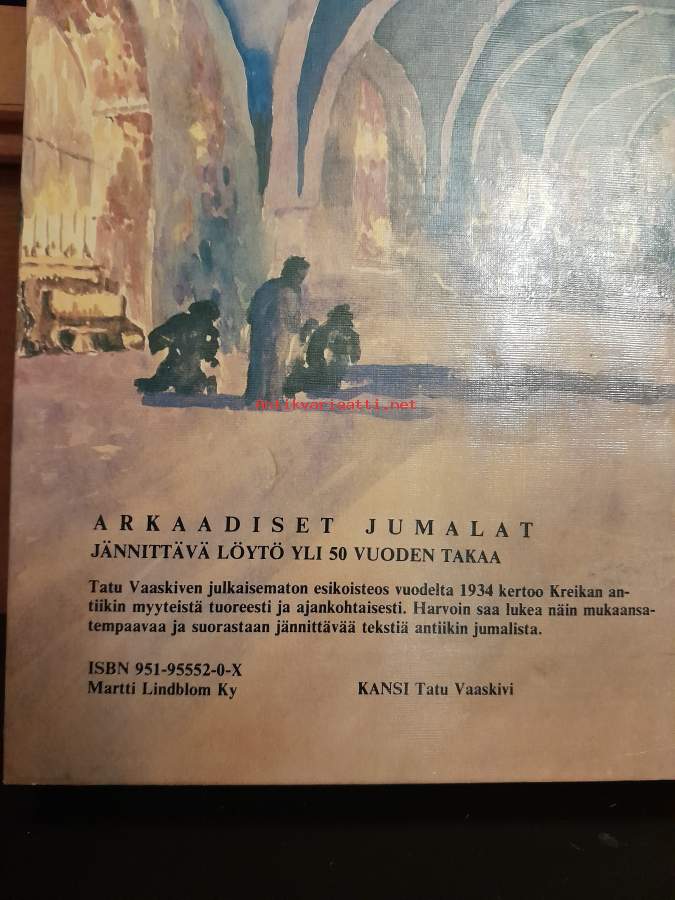 Antikvariaatti.net
ARKAADISET JUMALAT
JÄNNITTÄVÄ LÖYTÖ YLI 50 VUODEN TAKAA
Tatu Vaaskiven julkaisematon esikoisteos vuodelta 1934 kertoo Kreikan an-
tiikin myyteistä tuoreesti ja ajankohtaisesti. Harvoin saa lukea näin mukaansa-
tempaavaa ja suorastaan jännittävää tekstiä antiikin jumalista.
ISBN 951-95552-0-X
Martti Lindblom Ky KANSI Tatu Vaaskivi